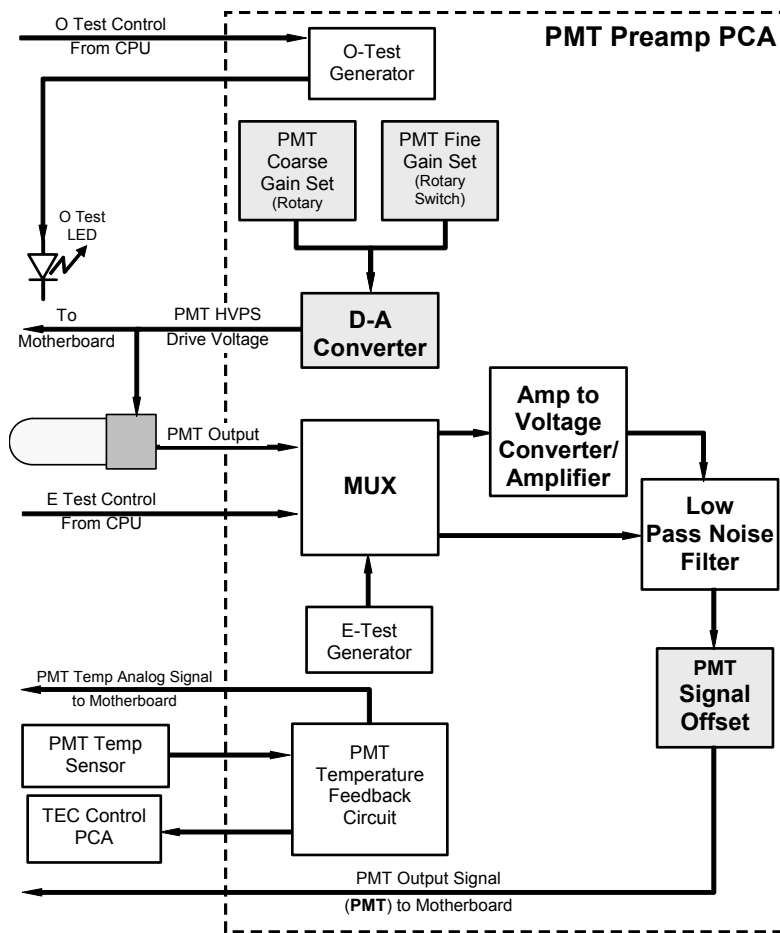 PMT Preamp PCA
O Test Control
From CPU
O-Test
Generator
PMT
Coarse
Gain Set
(Rotary
PMT Fine
Gain Set
(Rotary
Switch)
O Test
LED
To
Motherboard
PMT HVPS
Drive Voltage
D-A
Converter
Amp to
Voltage
Converter/
Amplifier
PMT Output
MUX
E Test Control
From CPU
Low
Pass Noise
Filter
E-Test
Generator
PMT
Signal
Offset
PMT Temp Analog Signal
to Motherboard
PMT Temp
Sensor
PMT
Temperature
Feedback
Circuit
TEC Control
PCA
PMT Output Signal
(PMT) to Motherboard